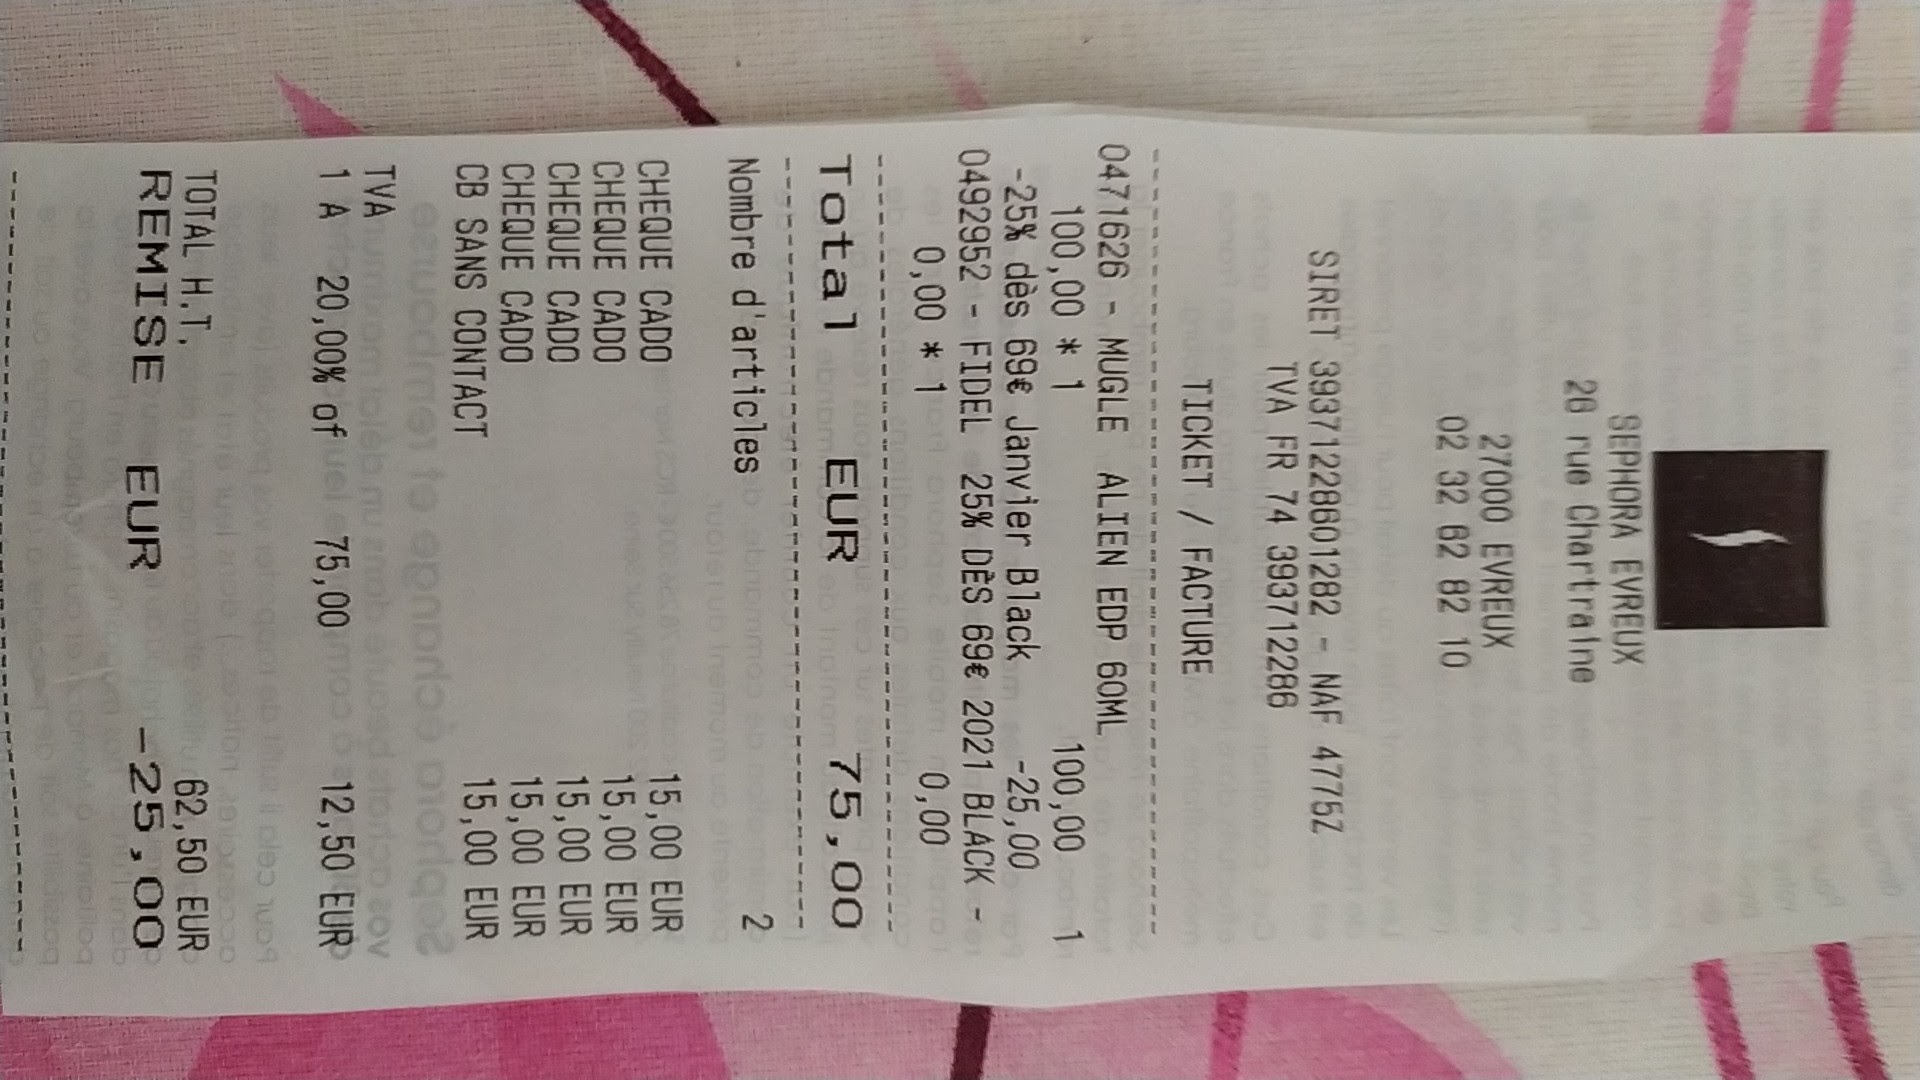 SEPHORA EVREUX
26 rue Chartraine
27000 EVREUX
02 32 62 82 10
SIRET 39371228601282 - NAF 4775Z
TVA FR 74 393712286
TICKET / FACTURE
0471626 - MUGLE ALIEN EDP 60ML
100,00 * 1 100,00 1
-25% dès 69€ Janvier Black -25,00
0492952 - FIDEL 25% DÈS 69€ 2021 BLACK -
0,00 * 1 0,00
Total EUR 75,00
Nombre d'articles 2
CHEQUE CADO 15,00 EUR
CHEQUE CADO 15,00 EUR
CHEQUE CADO 15,00 EUR
CHEQUE CADO 15,00 EUR
CB SANS CONTACT 15,00 EUR
TVA
1 A 20,00% of 75,00 12,50 EUR
TOTAL H.T. 62,50 EUR
REMISE EUR -25,00